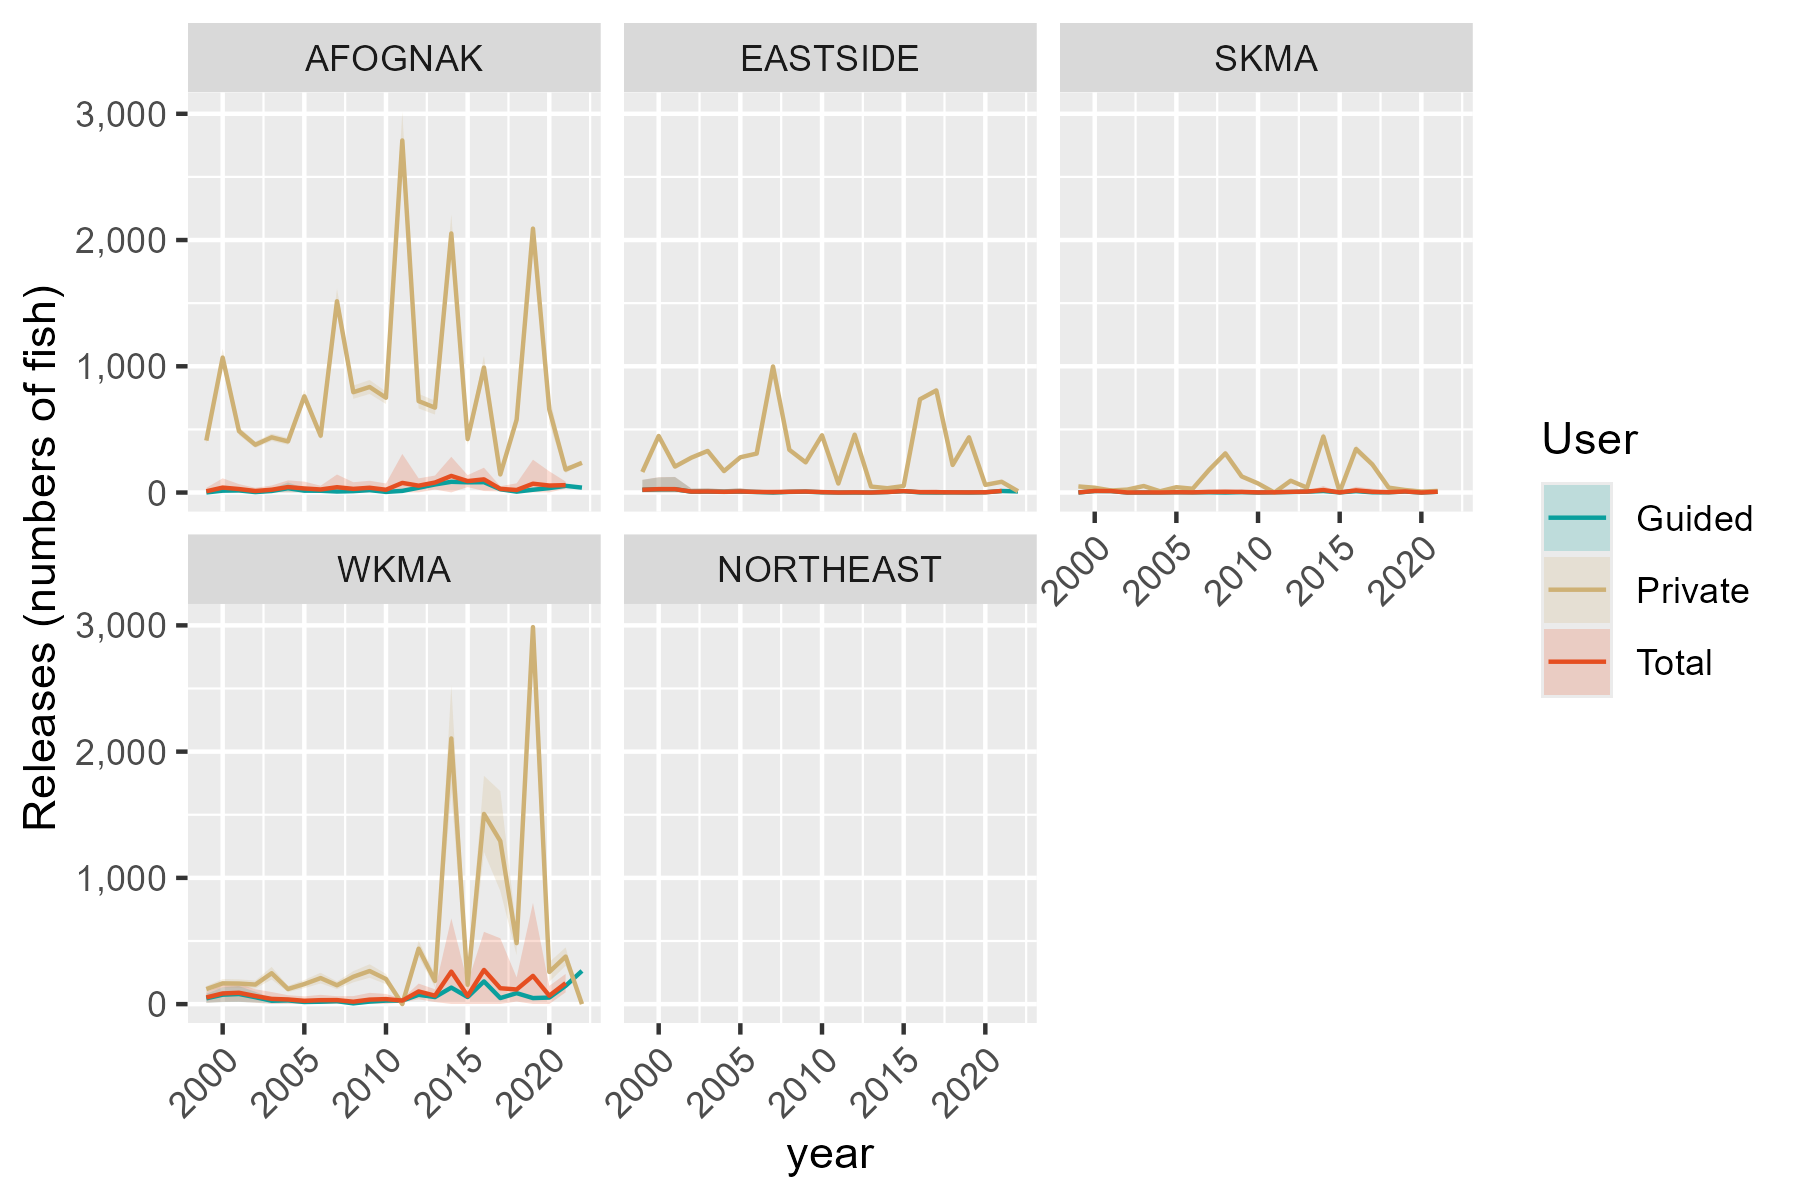 AFOGNAK
EASTSIDE
SKMA
3,000
2,000
1,000
0
2000
2005
2010
2015
2020
WKMA
NORTHEAST
3,000
2,000
1,000
0
2000
2005
2010
2015
2020
2000
2005
2010
2015
2020
year
Releases (numbers of fish)
User
Guided
Private
Total